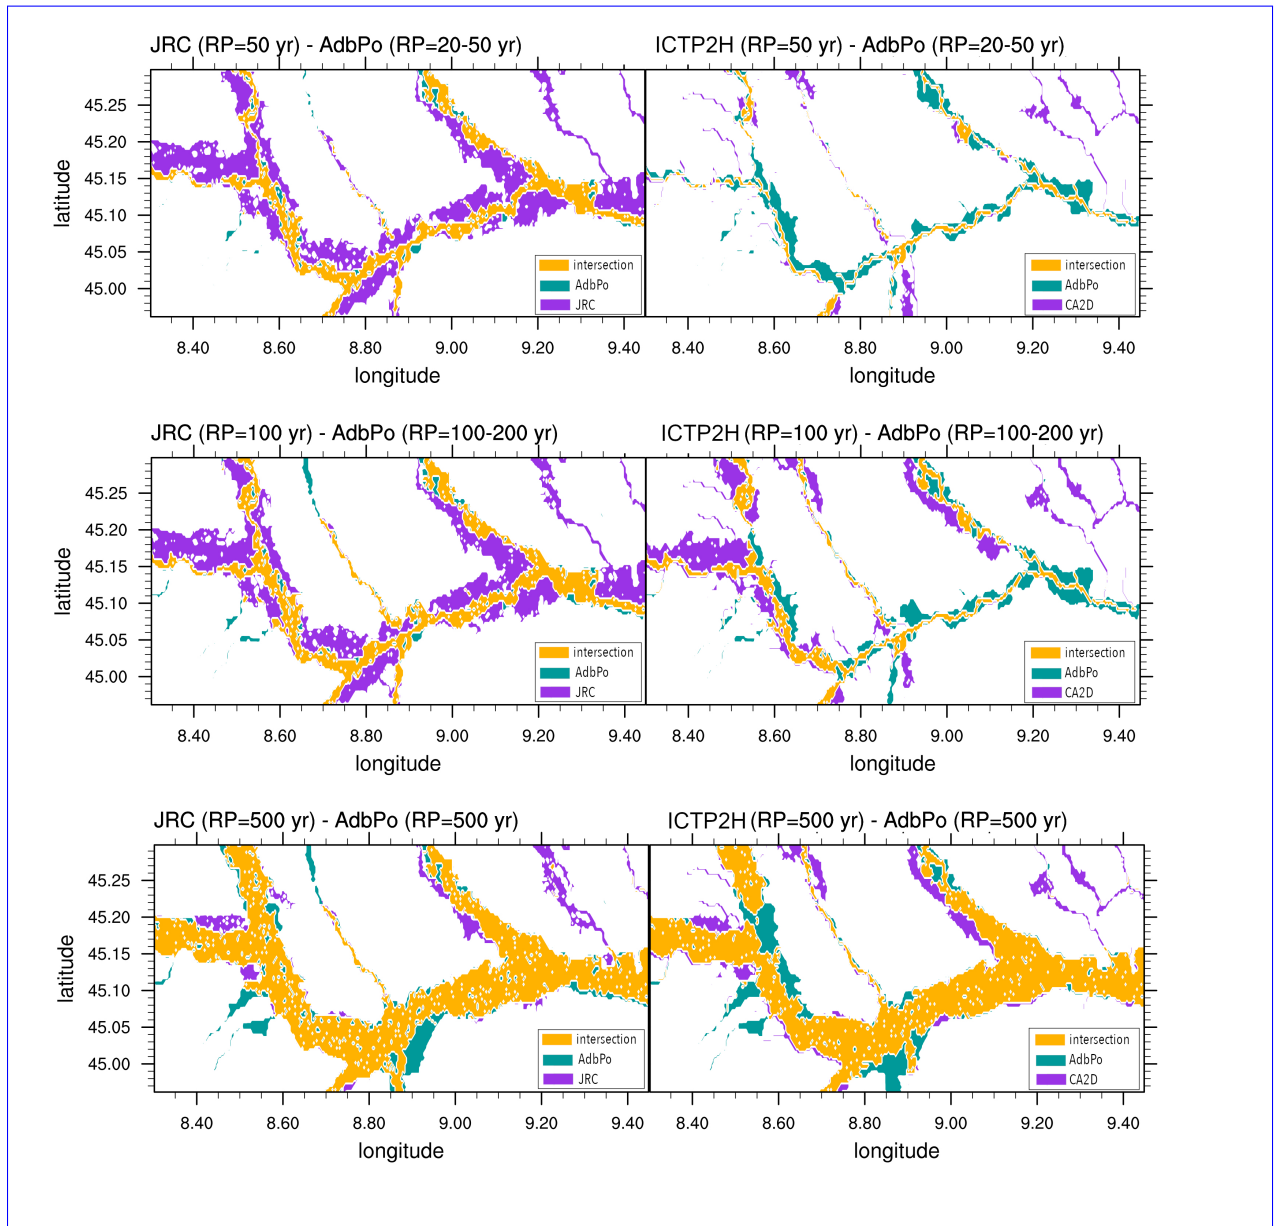 JRC (RP=50 yr) - AdbPo (RP=20-50 yr)
ICTP2H (RP=50 yr) - AdbPo (RP=20-50 yr)
latitude
45.25
45.20
45.15
45.10
45.05
45.00
intersection
AdbPo
JRC
intersection
AdbPo
CA2D
8.40 8.60 8.80 9.00 9.20 9.40
8.40 8.60 8.80 9.00 9.20 9.40
longitude
longitude
JRC (RP=100 yr) - AdbPo (RP=100-200 yr)
ICTP2H (RP=100 yr) - AdbPo (RP=100-200 yr)
latitude
45.25
45.20
45.15
45.10
45.05
45.00
intersection
AdbPo
JRC
intersection
AdbPo
CA2D
8.40 8.60 8.80 9.00 9.20 9.40
8.40 8.60 8.80 9.00 9.20 9.40
longitude
longitude
JRC (RP=500 yr) - AdbPo (RP=500 yr)
ICTP2H (RP=500 yr) - AdbPo (RP=500 yr)
latitude
45.25
45.20
45.15
45.10
45.05
45.00
intersection
AdbPo
JRC
intersection
AdbPo
CA2D
8.40 8.60 8.80 9.00 9.20 9.40
8.40 8.60 8.80 9.00 9.20 9.40
longitude
longitude